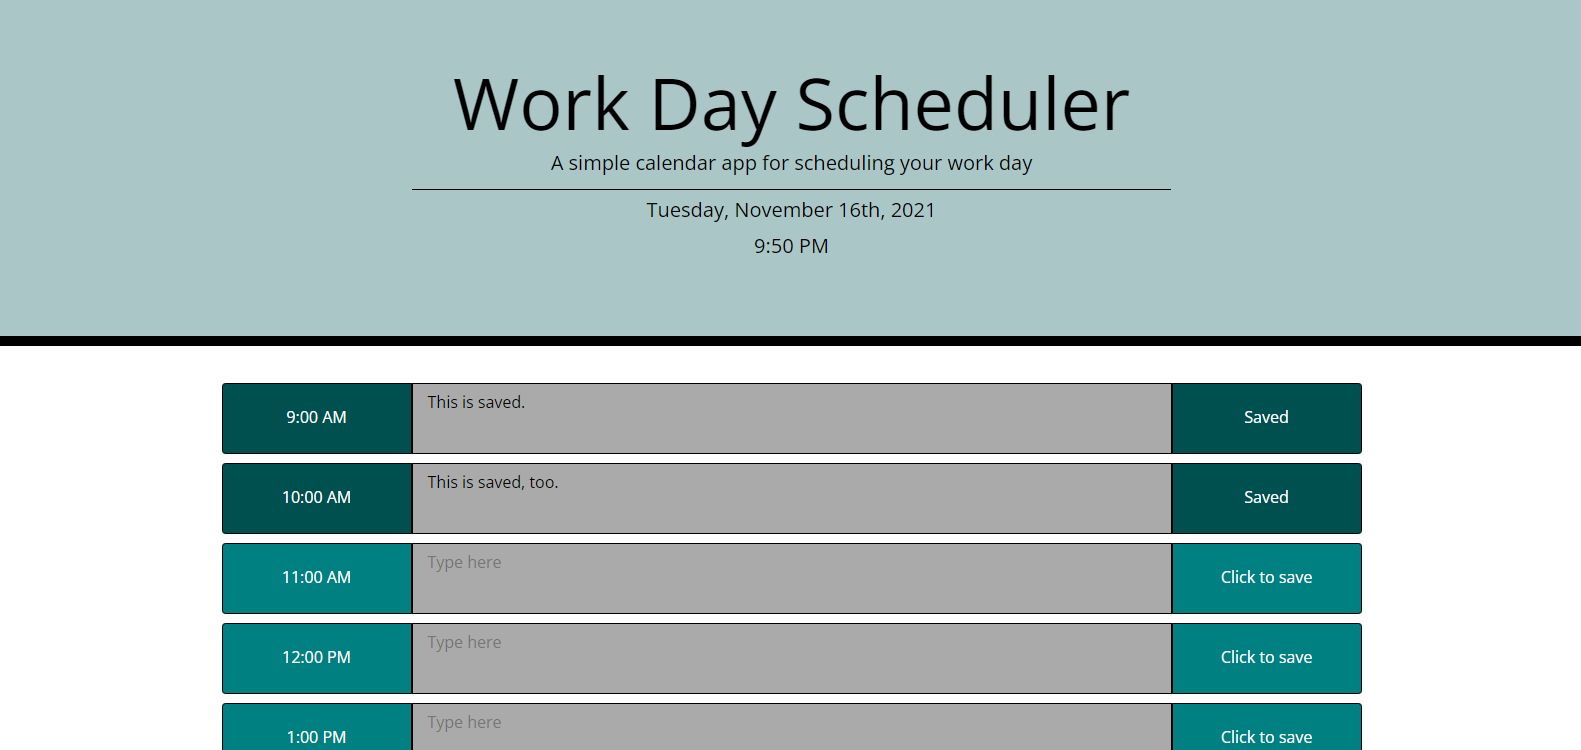 Work Day Scheduler
A simple calendar app for scheduling your work day
Tuesday, November 16th, 2021
9:50 PM
9:00 AM This is saved. Saved
10:00 AM This is saved, too. Saved
11:00 AM Type here Click to save
12:00 PM Type here Click to save
1:00 PM Type here Click to save